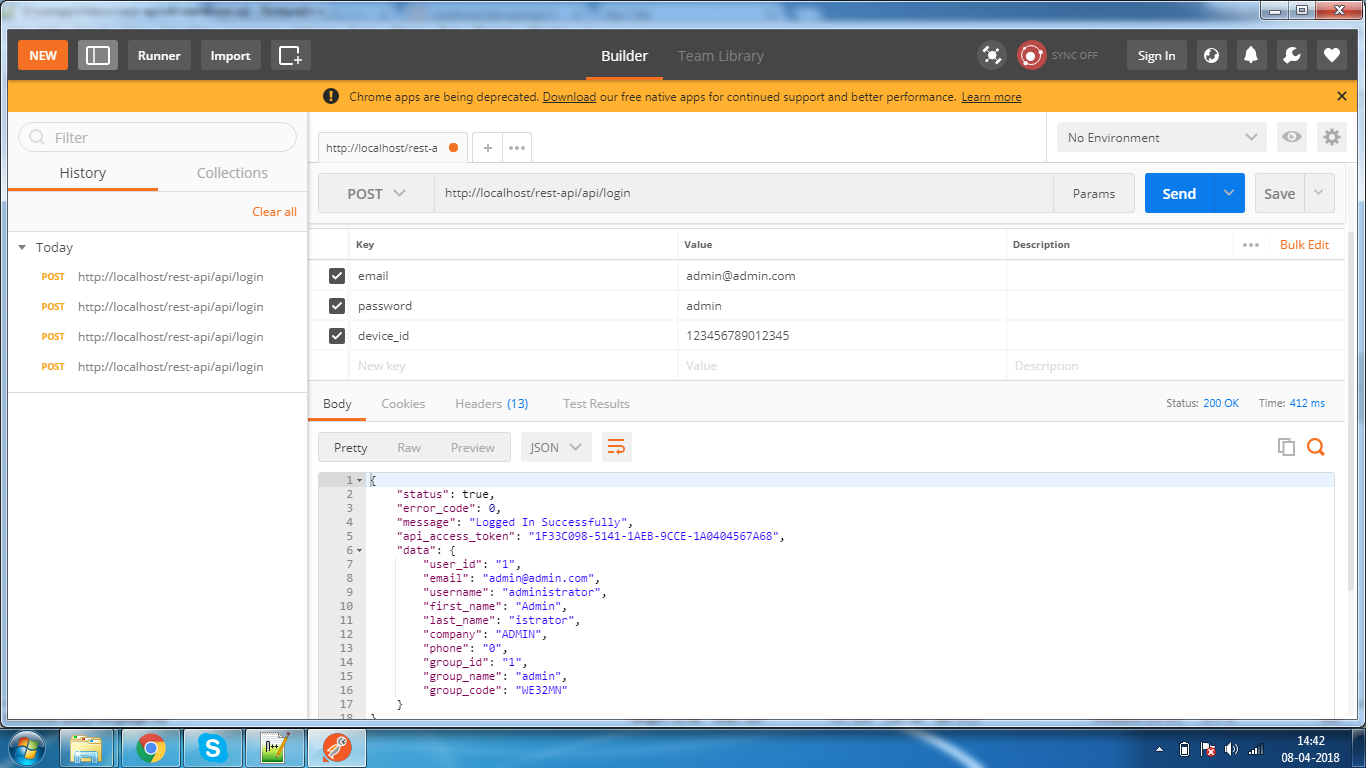 NEW Runner Import Builder Team Library SYNC OFF Sign In
Chrome apps are being deprecated. Download our free native apps for continued support and better performance. Learn more
Filter
History Collections
Clear all
Today
POST http://localhost/rest-api/api/login
POST http://localhost/rest-api/api/login
POST http://localhost/rest-api/api/login
POST http://localhost/rest-api/api/login
http://localhost/rest-a No Environment
POST http://localhost/rest-api/api/login Params Send Save
Key Value Description Bulk Edit
email admin@admin.com
password admin
device_id 123456789012345
New key Value Description
Body Cookies Headers (13) Test Results Status: 200 OK Time: 412 ms
Pretty Raw Preview JSON
1 {
2 "status": true,
3 "error_code": 0,
4 "message": "Logged In Successfully",
5 "api_access_token": "1F33C098-5141-1AEB-9CCE-1A0404567A68",
6 "data": {
7 "user_id": "1",
8 "email": "admin@admin.com",
9 "username": "administrator",
10 "first_name": "Admin",
11 "last_name": "istrator",
12 "company": "ADMIN",
13 "phone": "0",
14 "group_id": "1",
15 "group_name": "admin",
16 "group_code": "WE32MN"
17 }
18 }
14:42
08-04-2018